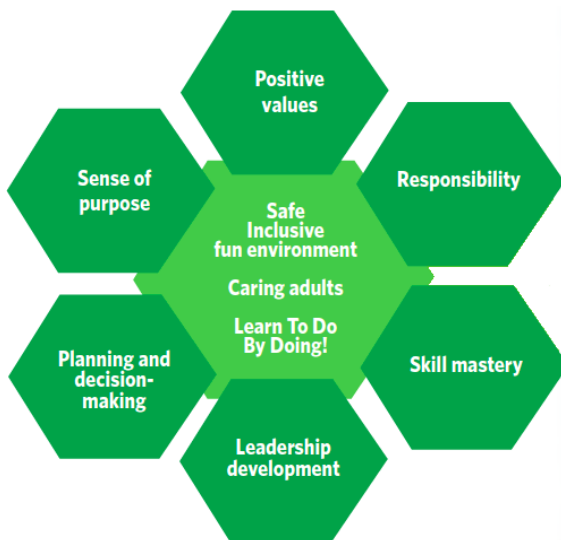 Positive
values
Responsibility
Skill mastery
Leadership
development
Planning and
decision-
making
Sense of
purpose
Safe
Inclusive
fun environment
Caring adults
Learn To Do
By Doing!